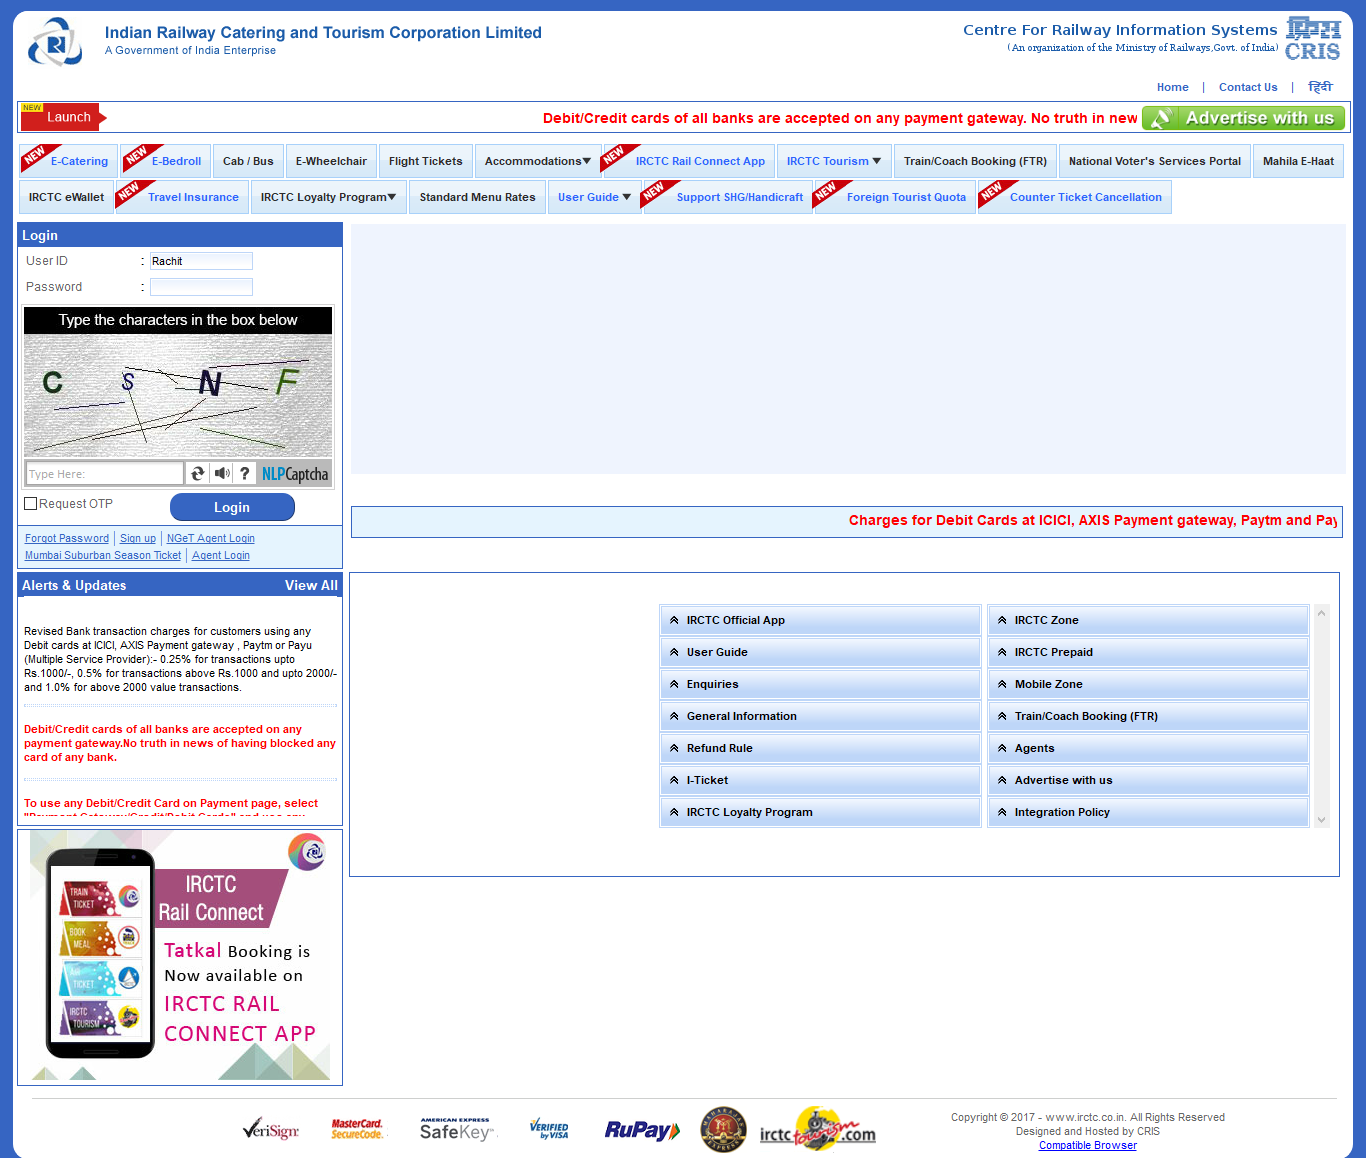 Indian Railway Catering and Tourism Corporation Limited
A Government of India Enterprise
Centre For Railway Information Systems
(An organization of the Ministry of Railways,Govt. of India)
CRIS
Home | Contact Us | हिंदी
NEW
Launch
Debit/Credit cards of all banks are accepted on any payment gateway. No truth in new
Advertise with us
NEW E-Catering NEW E-Bedroll Cab / Bus E-Wheelchair Flight Tickets Accommodations NEW IRCTC Rail Connect App IRCTC Tourism Train/Coach Booking (FTR) National Voter's Services Portal Mahila E-Haat
IRCTC eWallet NEW Travel Insurance IRCTC Loyalty Program Standard Menu Rates User Guide NEW Support SHG/Handicraft NEW Foreign Tourist Quota NEW Counter Ticket Cancellation
Login
User ID : Rachit
Password :
Type the characters in the box below
C S N F
Type Here:
? NLPCaptcha
Request OTP Login
Forgot Password | Sign up | NGeT Agent Login
Mumbai Suburban Season Ticket | Agent Login
Charges for Debit Cards at ICICI, AXIS Payment gateway, Paytm and Pay
Alerts & Updates View All
Revised Bank transaction charges for customers using any
Debit cards at ICICI, AXIS Payment gateway , Paytm or Payu
(Multiple Service Provider):- 0.25% for transactions upto
Rs.1000/-, 0.5% for transactions above Rs.1000 and upto 2000/-
and 1.0% for above 2000 value transactions.
Debit/Credit cards of all banks are accepted on any
payment gateway.No truth in news of having blocked any
card of any bank.
To use any Debit/Credit Card on Payment page, select
IRCTC Official App IRCTC Zone
User Guide IRCTC Prepaid
Enquiries Mobile Zone
General Information Train/Coach Booking (FTR)
Refund Rule Agents
I-Ticket Advertise with us
IRCTC Loyalty Program Integration Policy
TRAIN
TICKET
BOOK
MEAL
AIR
TICKET
IRCTC
TOURISM
IRCTC
Rail Connect
Tatkal Booking is
Now available on
IRCTC RAIL
CONNECT APP
VeriSign
MasterCard.
SecureCode.
AMERICAN EXPRESS
SafeKey
VERIFIED
by VISA
RuPay
MAHARAJAS
EXPRESS
irctc tourism.com
Copyright © 2017 - www.irctc.co.in. All Rights Reserved
Designed and Hosted by CRIS
Compatible Browser